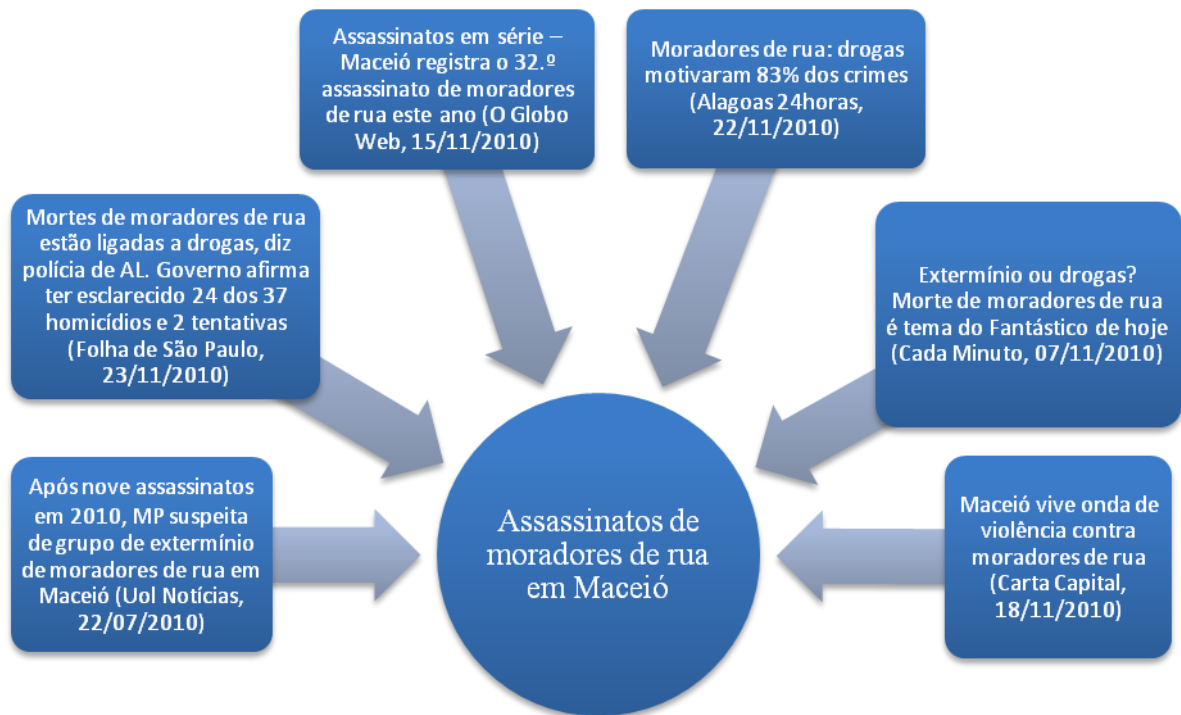 Assassinatos em série –
Maceió registra o 32.º
assassinato de moradores
de rua este ano (O Globo
Web, 15/11/2010)
Moradores de rua: drogas
motivaram 83% dos crimes
(Alagoas 24horas,
22/11/2010)
Mortes de moradores de rua
estão ligadas a drogas, diz
polícia de AL. Governo afirma
ter esclarecido 24 dos 37
homicídios e 2 tentativas
(Folha de São Paulo,
23/11/2010)
Extermínio ou drogas?
Morte de moradores de rua
é tema do Fantástico de hoje
(Cada Minuto, 07/11/2010)
Após nove assassinatos
em 2010, MP suspeita
de grupo de extermínio
de moradores de rua em
Maceió (Uol Notícias,
22/07/2010)
Assassinatos de
moradores de rua
em Maceió
Maceió vive onda de
violência contra
moradores de rua
(Carta Capital,
18/11/2010)